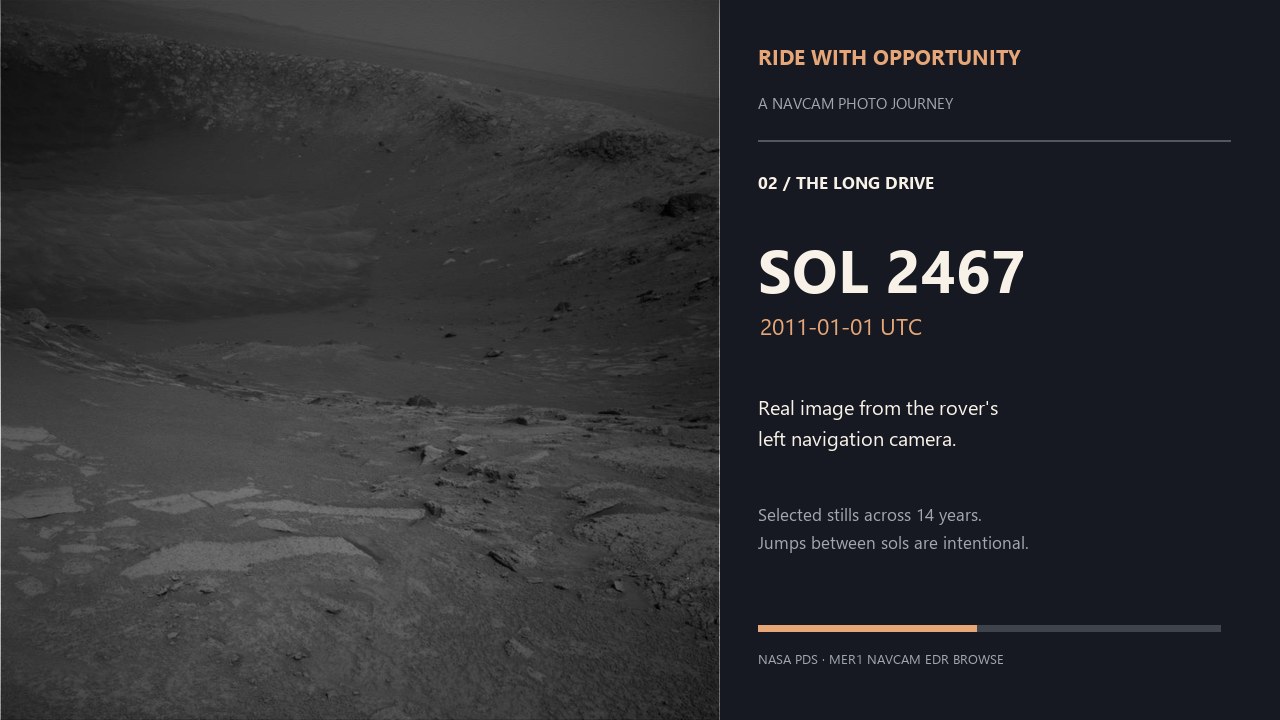 RIDE WITH OPPORTUNITY
A NAVCAM PHOTO JOURNEY
02 / THE LONG DRIVE
SOL 2467
2011-01-01 UTC
Real image from the rover's
left navigation camera.
Selected stills across 14 years.
Jumps between sols are intentional.
NASA PDS · MER1 NAVCAM EDR BROWSE